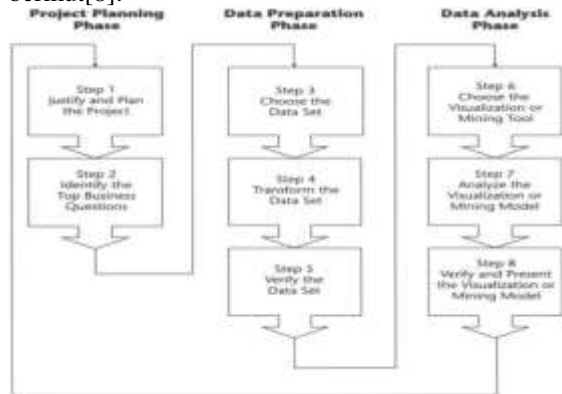 Project Planning
Phase
Data Preparation
Phase
Data Analysis
Phase
Step 1
Justify and Plan
the Project
Step 2
Identify the
Top Business
Questions
Step 3
Choose the
Data Set
Step 4
Transform the
Data Set
Step 5
Verify the
Data Set
Step 6
Choose the
Visualization or
Mining Tool
Step 7
Analyze the
Visualization or
Mining Model
Step 8
Verify and Present
the Visualization or
Mining Model